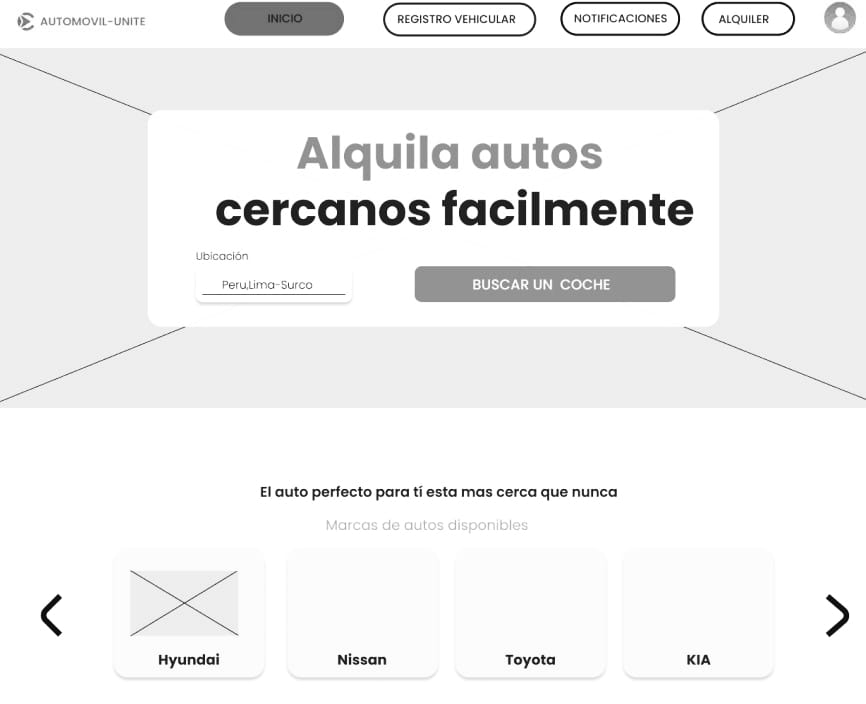 AUTOMOVIL-UNITE
INICIO
REGISTRO VEHICULAR
NOTIFICACIONES
ALQUILER
Alquila autos
cercanos facilmente
Ubicación
Peru,Lima-Surco
BUSCAR UN COCHE
El auto perfecto para tí esta mas cerca que nunca
Marcas de autos disponibles
Hyundai
Nissan
Toyota
KIA